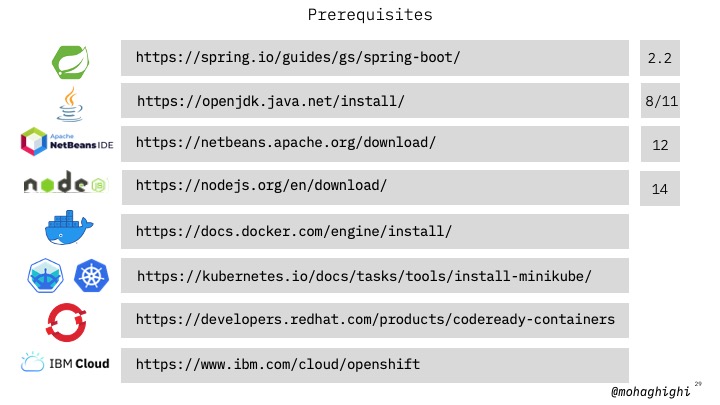 Prerequisites
https://spring.io/guides/gs/spring-boot/ 2.2
https://openjdk.java.net/install/ 8/11
Java
Apache
NetBeans IDE https://netbeans.apache.org/download/ 12
node JS https://nodejs.org/en/download/ 14
https://docs.docker.com/engine/install/
https://kubernetes.io/docs/tasks/tools/install-minikube/
https://developers.redhat.com/products/codeready-containers
IBM Cloud https://www.ibm.com/cloud/openshift
@mohaghighi 29